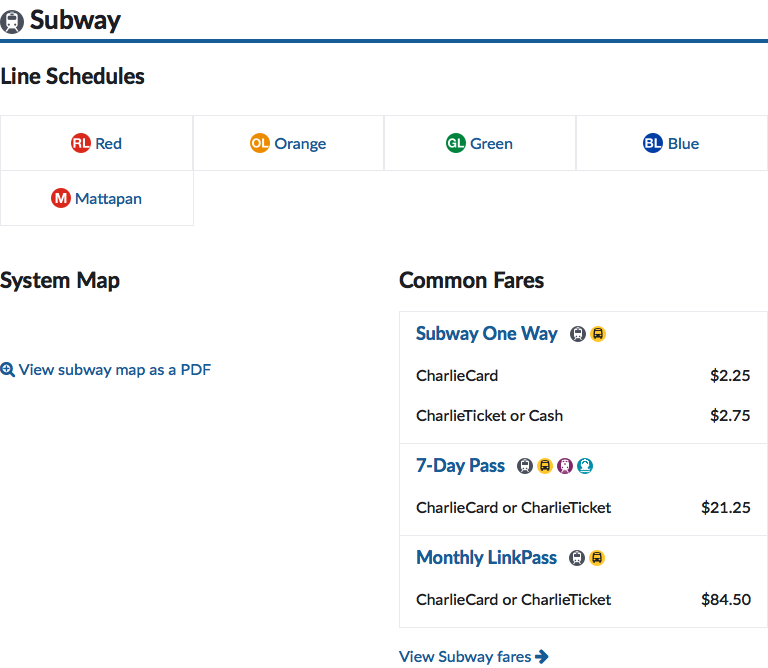 Subway
Line Schedules
RL Red
OL Orange
GL Green
BL Blue
M Mattapan
System Map
View subway map as a PDF
Common Fares
Subway One Way
CharlieCard $2.25
CharlieTicket or Cash $2.75
7-Day Pass
CharlieCard or CharlieTicket $21.25
Monthly LinkPass
CharlieCard or CharlieTicket $84.50
View Subway fares